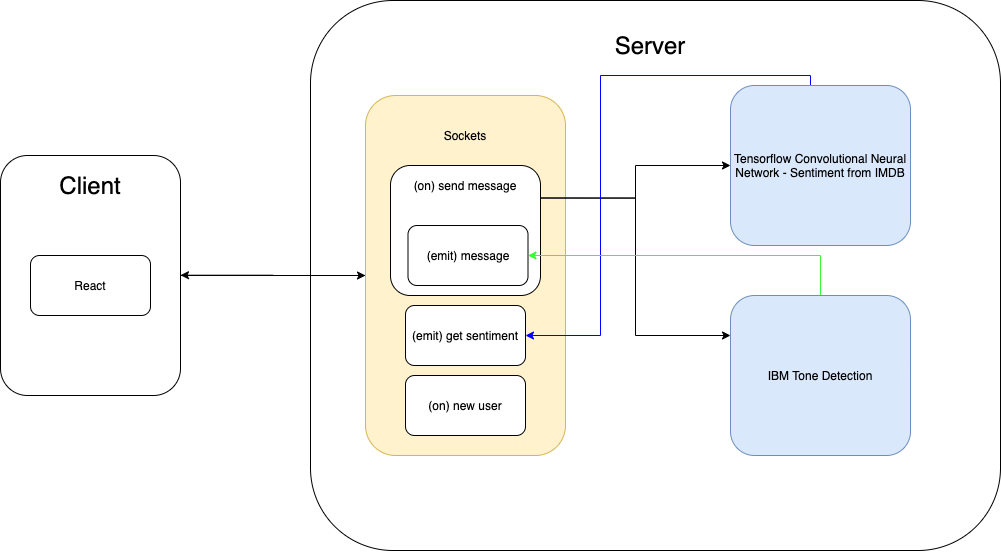 Server
Client
React
Sockets
(on) send message
(emit) message
(emit) get sentiment
(on) new user
Tensorflow Convolutional Neural
Network - Sentiment from IMDB
IBM Tone Detection